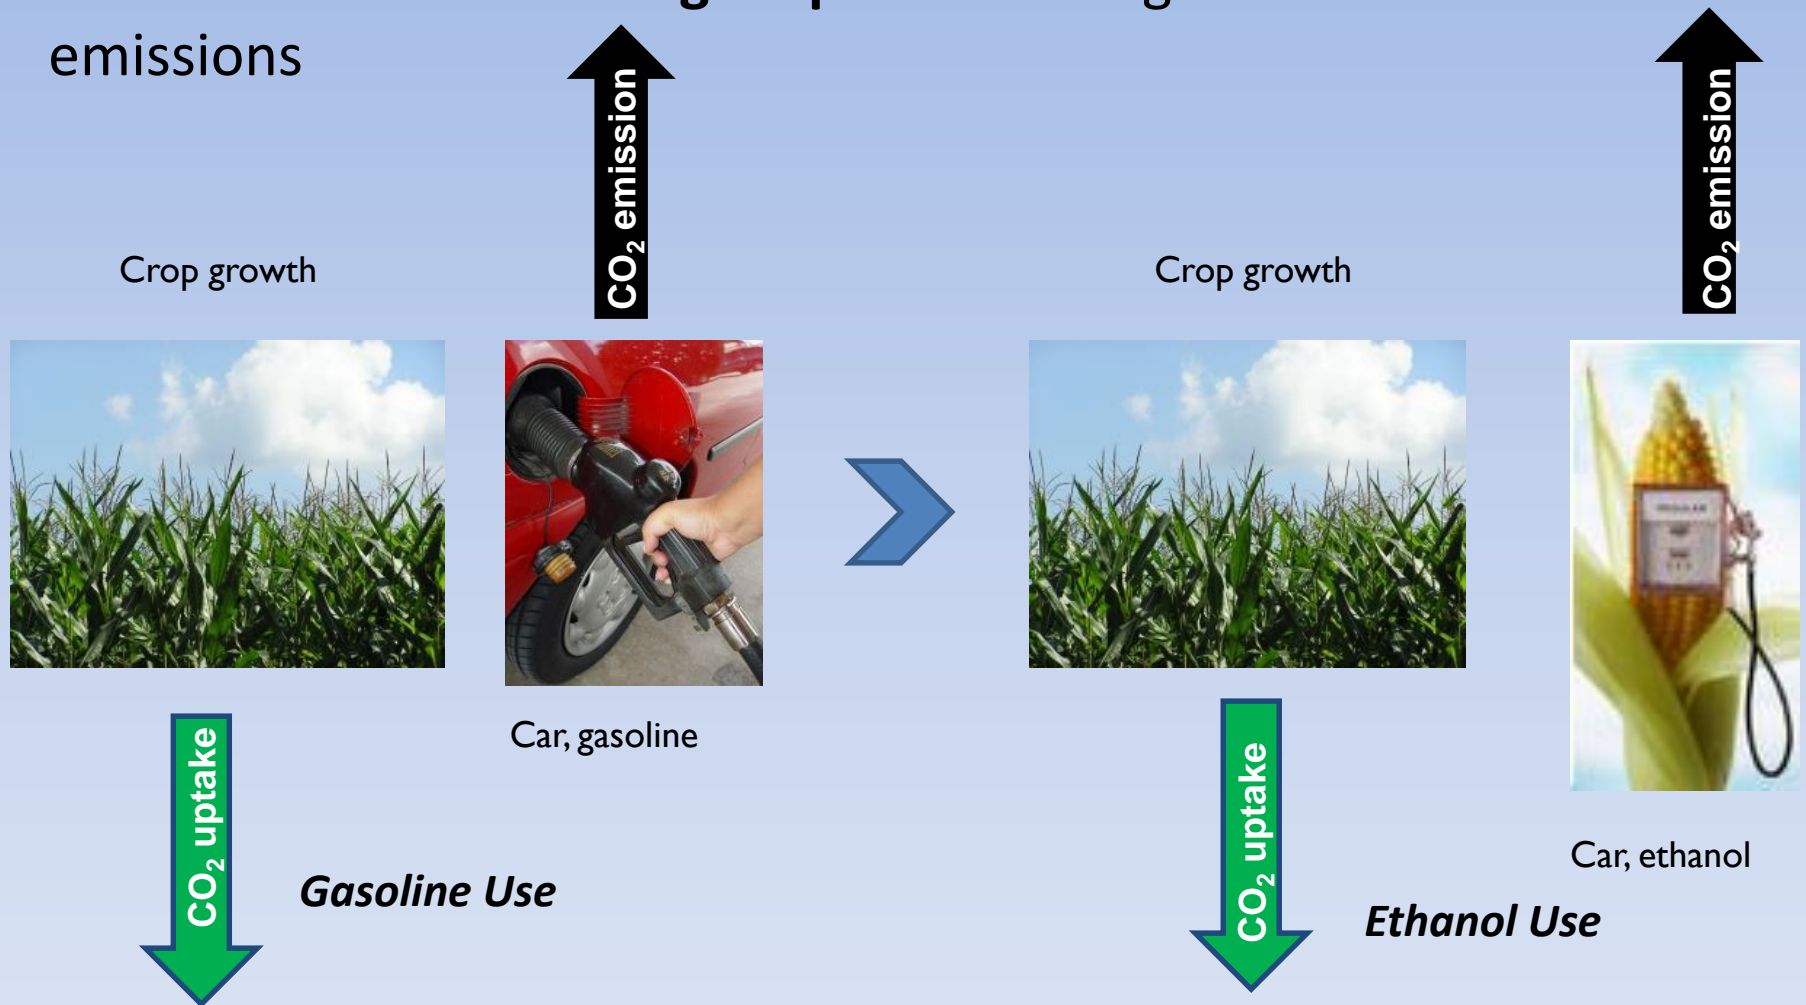 emissions
CO₂ emission
CO₂ emission
Crop growth
Crop growth
Car, gasoline
CO₂ uptake
CO₂ uptake
Car, ethanol
Gasoline Use
Ethanol Use